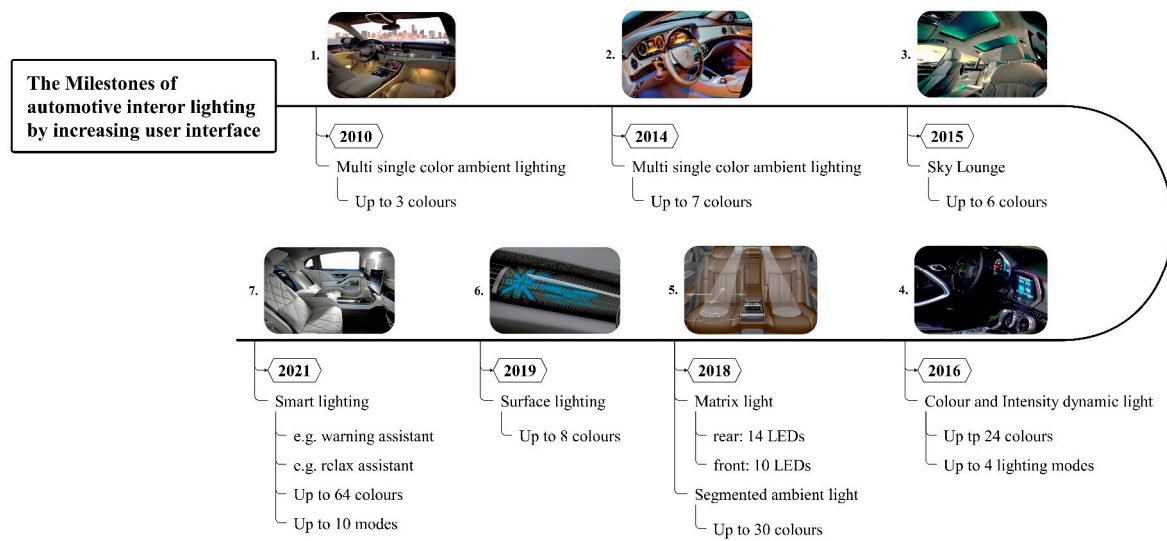 The Milestones of
automotive interor lighting
by increasing user interface
1.
2010
Multi single color ambient lighting
Up to 3 colours
2.
2014
Multi single color ambient lighting
Up to 7 colours
3.
2015
Sky Lounge
Up to 6 colours
4.
2016
Colour and Intensity dynamic light
Up tp 24 colours
Up to 4 lighting modes
5.
2018
Matrix light
rear: 14 LEDs
front: 10 LEDs
Segmented ambient light
Up to 30 colours
6.
2019
Surface lighting
Up to 8 colours
7.
2021
Smart lighting
e.g. warning assistant
e.g. relax assistant
Up to 64 colours
Up to 10 modes